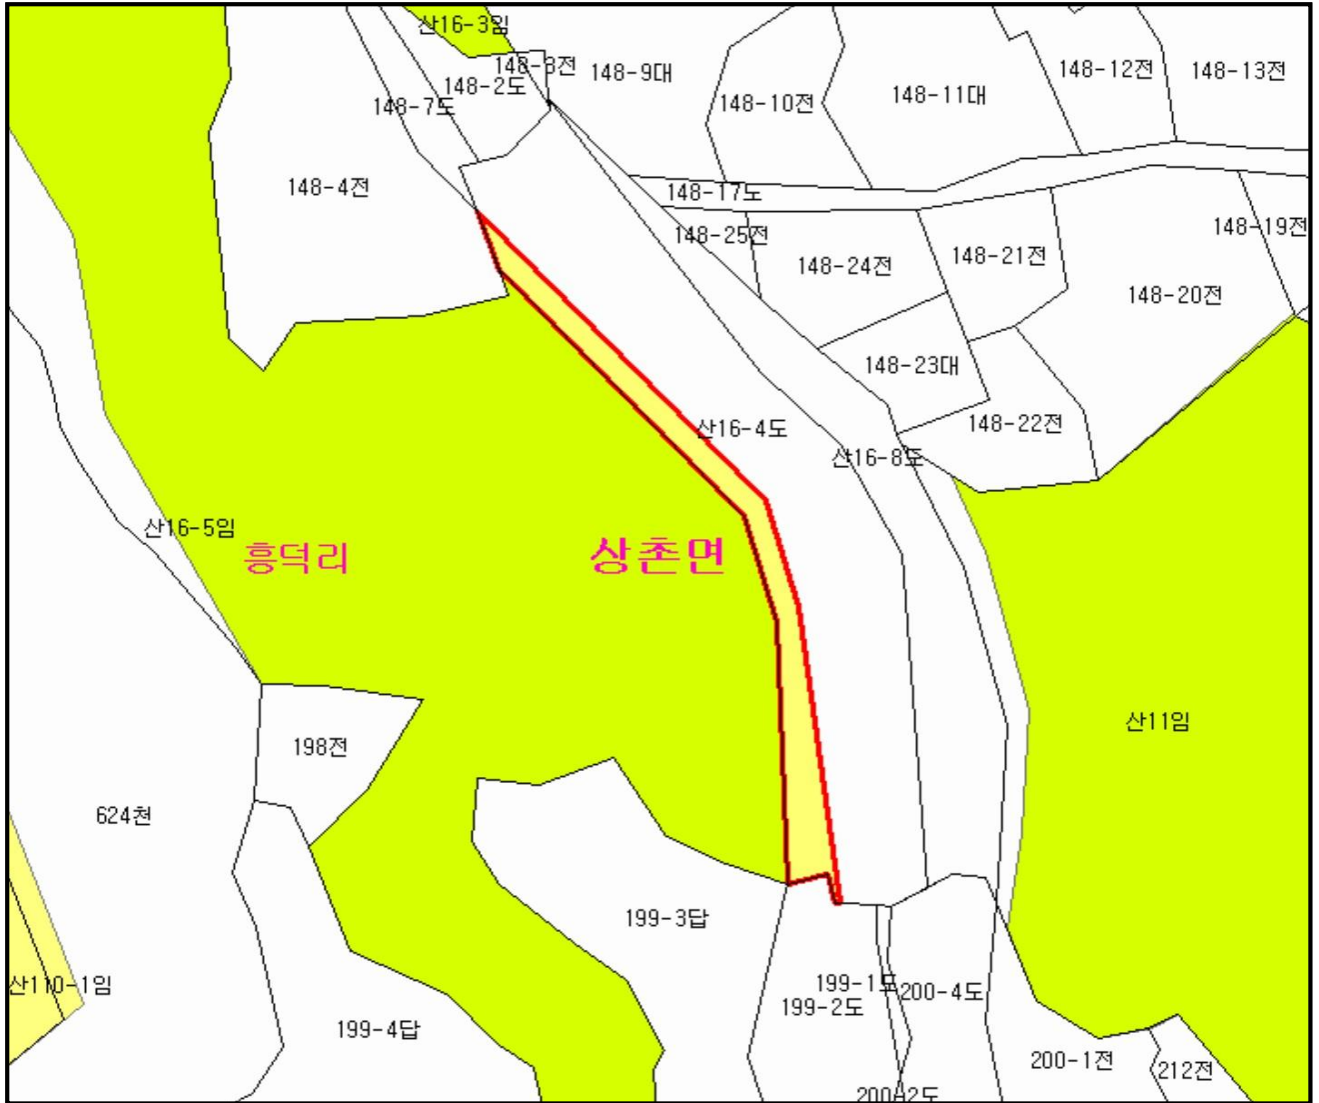 산16-3임
148-3전
148-9대
148-12전
148-13전
148-2도
148-7도
148-10전
148-11대
148-4전
148-17도
148-25전
148-19전
148-24전
148-21전
148-20전
148-23대
148-22전
산16-4도
산16-8도
산16-5임
흥덕리
상촌면
산11임
198전
624천
199-3답
산110-1임
199-1도
200-4도
199-2도
199-4답
200-1전
212전
200-2도